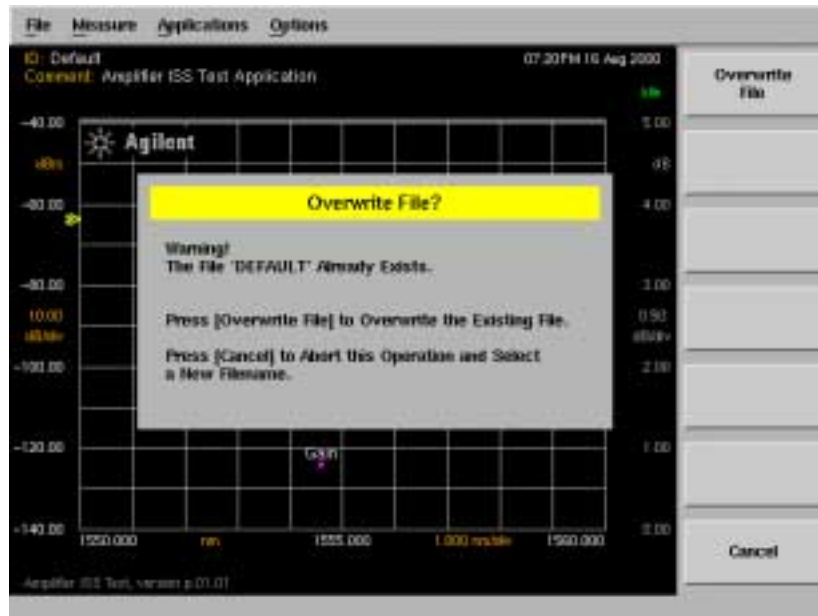 File Measure Applications Options
ID: Default
07:20PM 16 Aug 2000
Comment: Amplifier ISS Test Application
Idle
Overwrite
File
-40.00
5.00
Agilent
dBm
dB
-60.00
4.00
Overwrite File?
Warning!
The File 'DEFAULT' Already Exists.
-80.00
3.00
10.00
dB/div
dB/div
Press [Overwrite File] to Overwrite the Existing File.
Press [Cancel] to Abort this Operation and Select
a New Filename.
-100.00
2.00
-120.00
1.00
Gain
-140.00
0.00
1550.000 nm 1555.000 1.000 nm/div 1560.000
Cancel
Amplifier ISS Test, version p.01.01